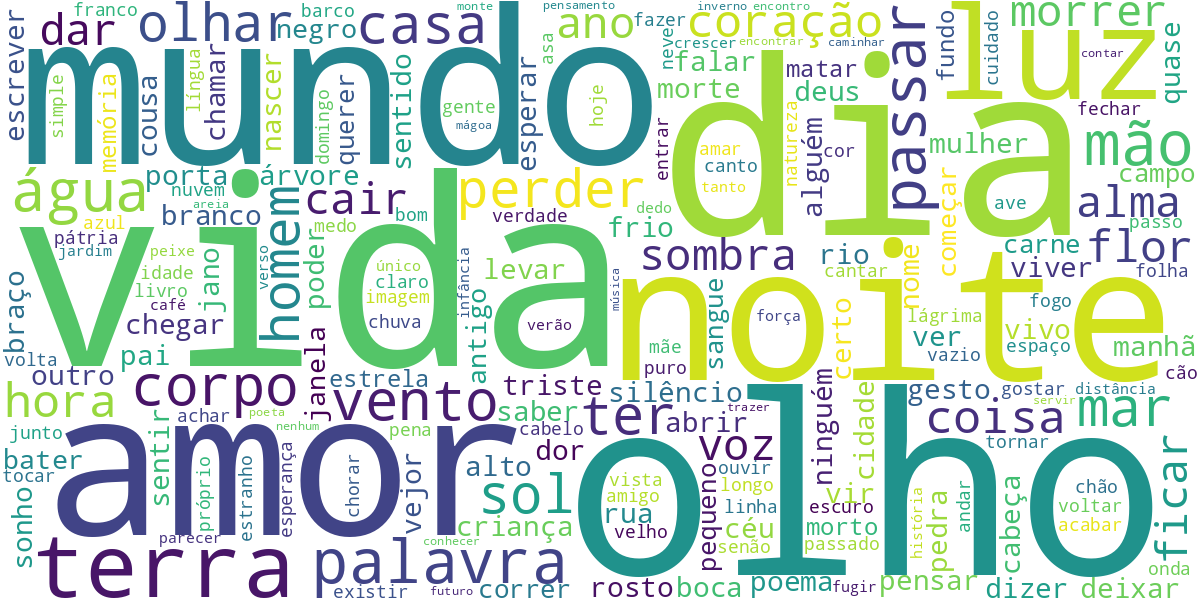 mundo
dia
vida
noite
amor
olho
luz
casa
olhar
dar
franco
barco
negro
ano
fazer
monte
pensamento
coração
inverno
encontro
crescer
encontrar
caminhar
neve
asa
falar
morte
passar
fundo
cuidado
morrer
contar
quase
escrever
simple
memória
cousa
língua
chamar
nascer
domingo
querer
sentido
gente
mágoa
esperar
hoje
entrar
amar
canto
tanto
natureza
matar
deus
alguém
cor
mulher
fechar
mão
campo
água
porta
árvore
nuvem
areia
branco
azul
pátria
jardim
peixe
idade
livro
café
jano
chegar
verso
homem
cair
medo
bom
poder
perder
verdade
dedo
frio
único
claro
imagem
chuva
infância
antigo
levar
verão
música
sombra
rio
cantar
nome
começar
ave
alma
passo
carne
flor
viver
folha
fogo
lágrima
ver
vazio
vivo
espaço
manhã
cão
braço
volta
pai
outro
hora
janela
estrela
corpo
vento
triste
saber
cabelo
mãe
puro
sangue
força
certo
silêncio
ter
abrir
trazer
ninguém
cidade
gesto
gostar
servir
distância
coisa
tornar
mar
ficar
achar
poeta
nenhum
pena
junto
bater
tocar
sentir
próprio
estranho
esperança
chorar
vejor
alto
dor
sol
criança
voz
ouvir
longo
linha
céu
senão
pequeno
vista
amigo
rua
velho
vir
escuro
morto
passado
história
pedra
andar
cabeça
chão
voltar
acabar
onda
sonho
terra
parecer
palavra
existir
futuro
conhecer
correr
rosto
boca
poema
fugir
pensar
dizer
deixar